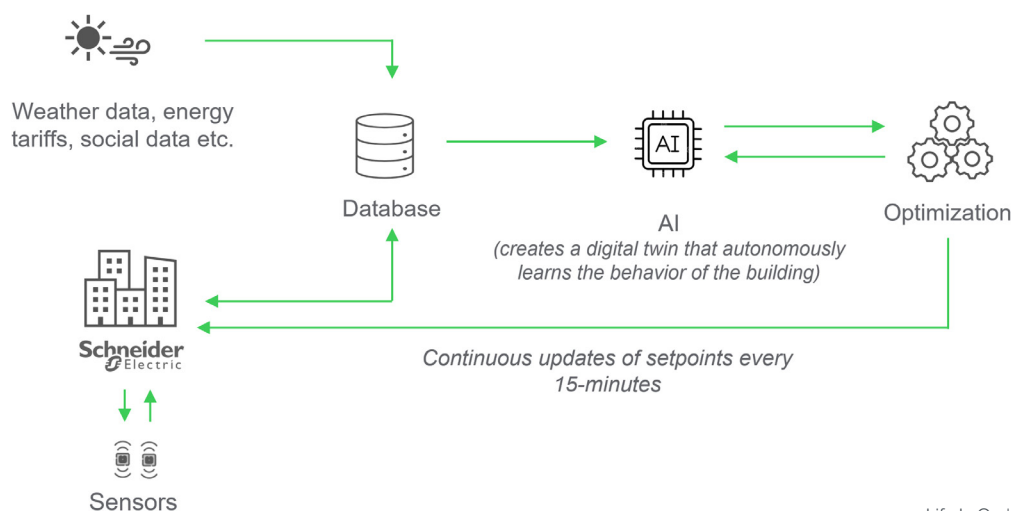 Weather data, energy
tariffs, social data etc.
Database
AI
AI
(creates a digital twin that autonomously
learns the behavior of the building)
Optimization
Schneider
Electric
Continuous updates of setpoints every
15-minutes
Sensors